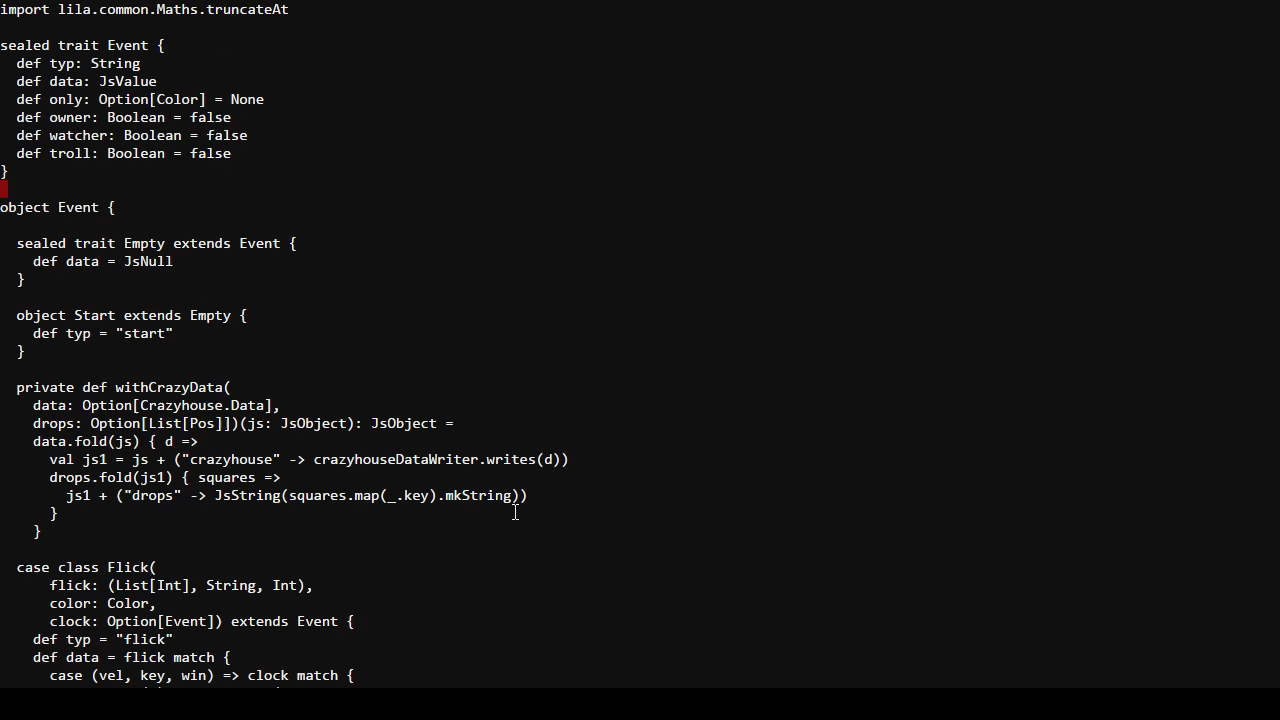 import lila.common.Maths.truncateAt
sealed trait Event {
  def typ: String
  def data: JsValue
  def only: Option[Color] = None
  def owner: Boolean = false
  def watcher: Boolean = false
  def troll: Boolean = false
}
object Event {
  sealed trait Empty extends Event {
    def data = JsNull
  }
  object Start extends Empty {
    def typ = "start"
  }
  private def withCrazyData(
    data: Option[Crazyhouse.Data],
    drops: Option[List[Pos]])(js: JsObject): JsObject =
    data.fold(js) { d =>
      val js1 = js + ("crazyhouse" -> crazyhouseDataWriter.writes(d))
      drops.fold(js1) { squares =>
        js1 + ("drops" -> JsString(squares.map(_.key).mkString))
      }
    }
  case class Flick(
      flick: (List[Int], String, Int),
      color: Color,
      clock: Option[Event]) extends Event {
    def typ = "flick"
    def data = flick match {
      case (vel, key, win) => clock match {